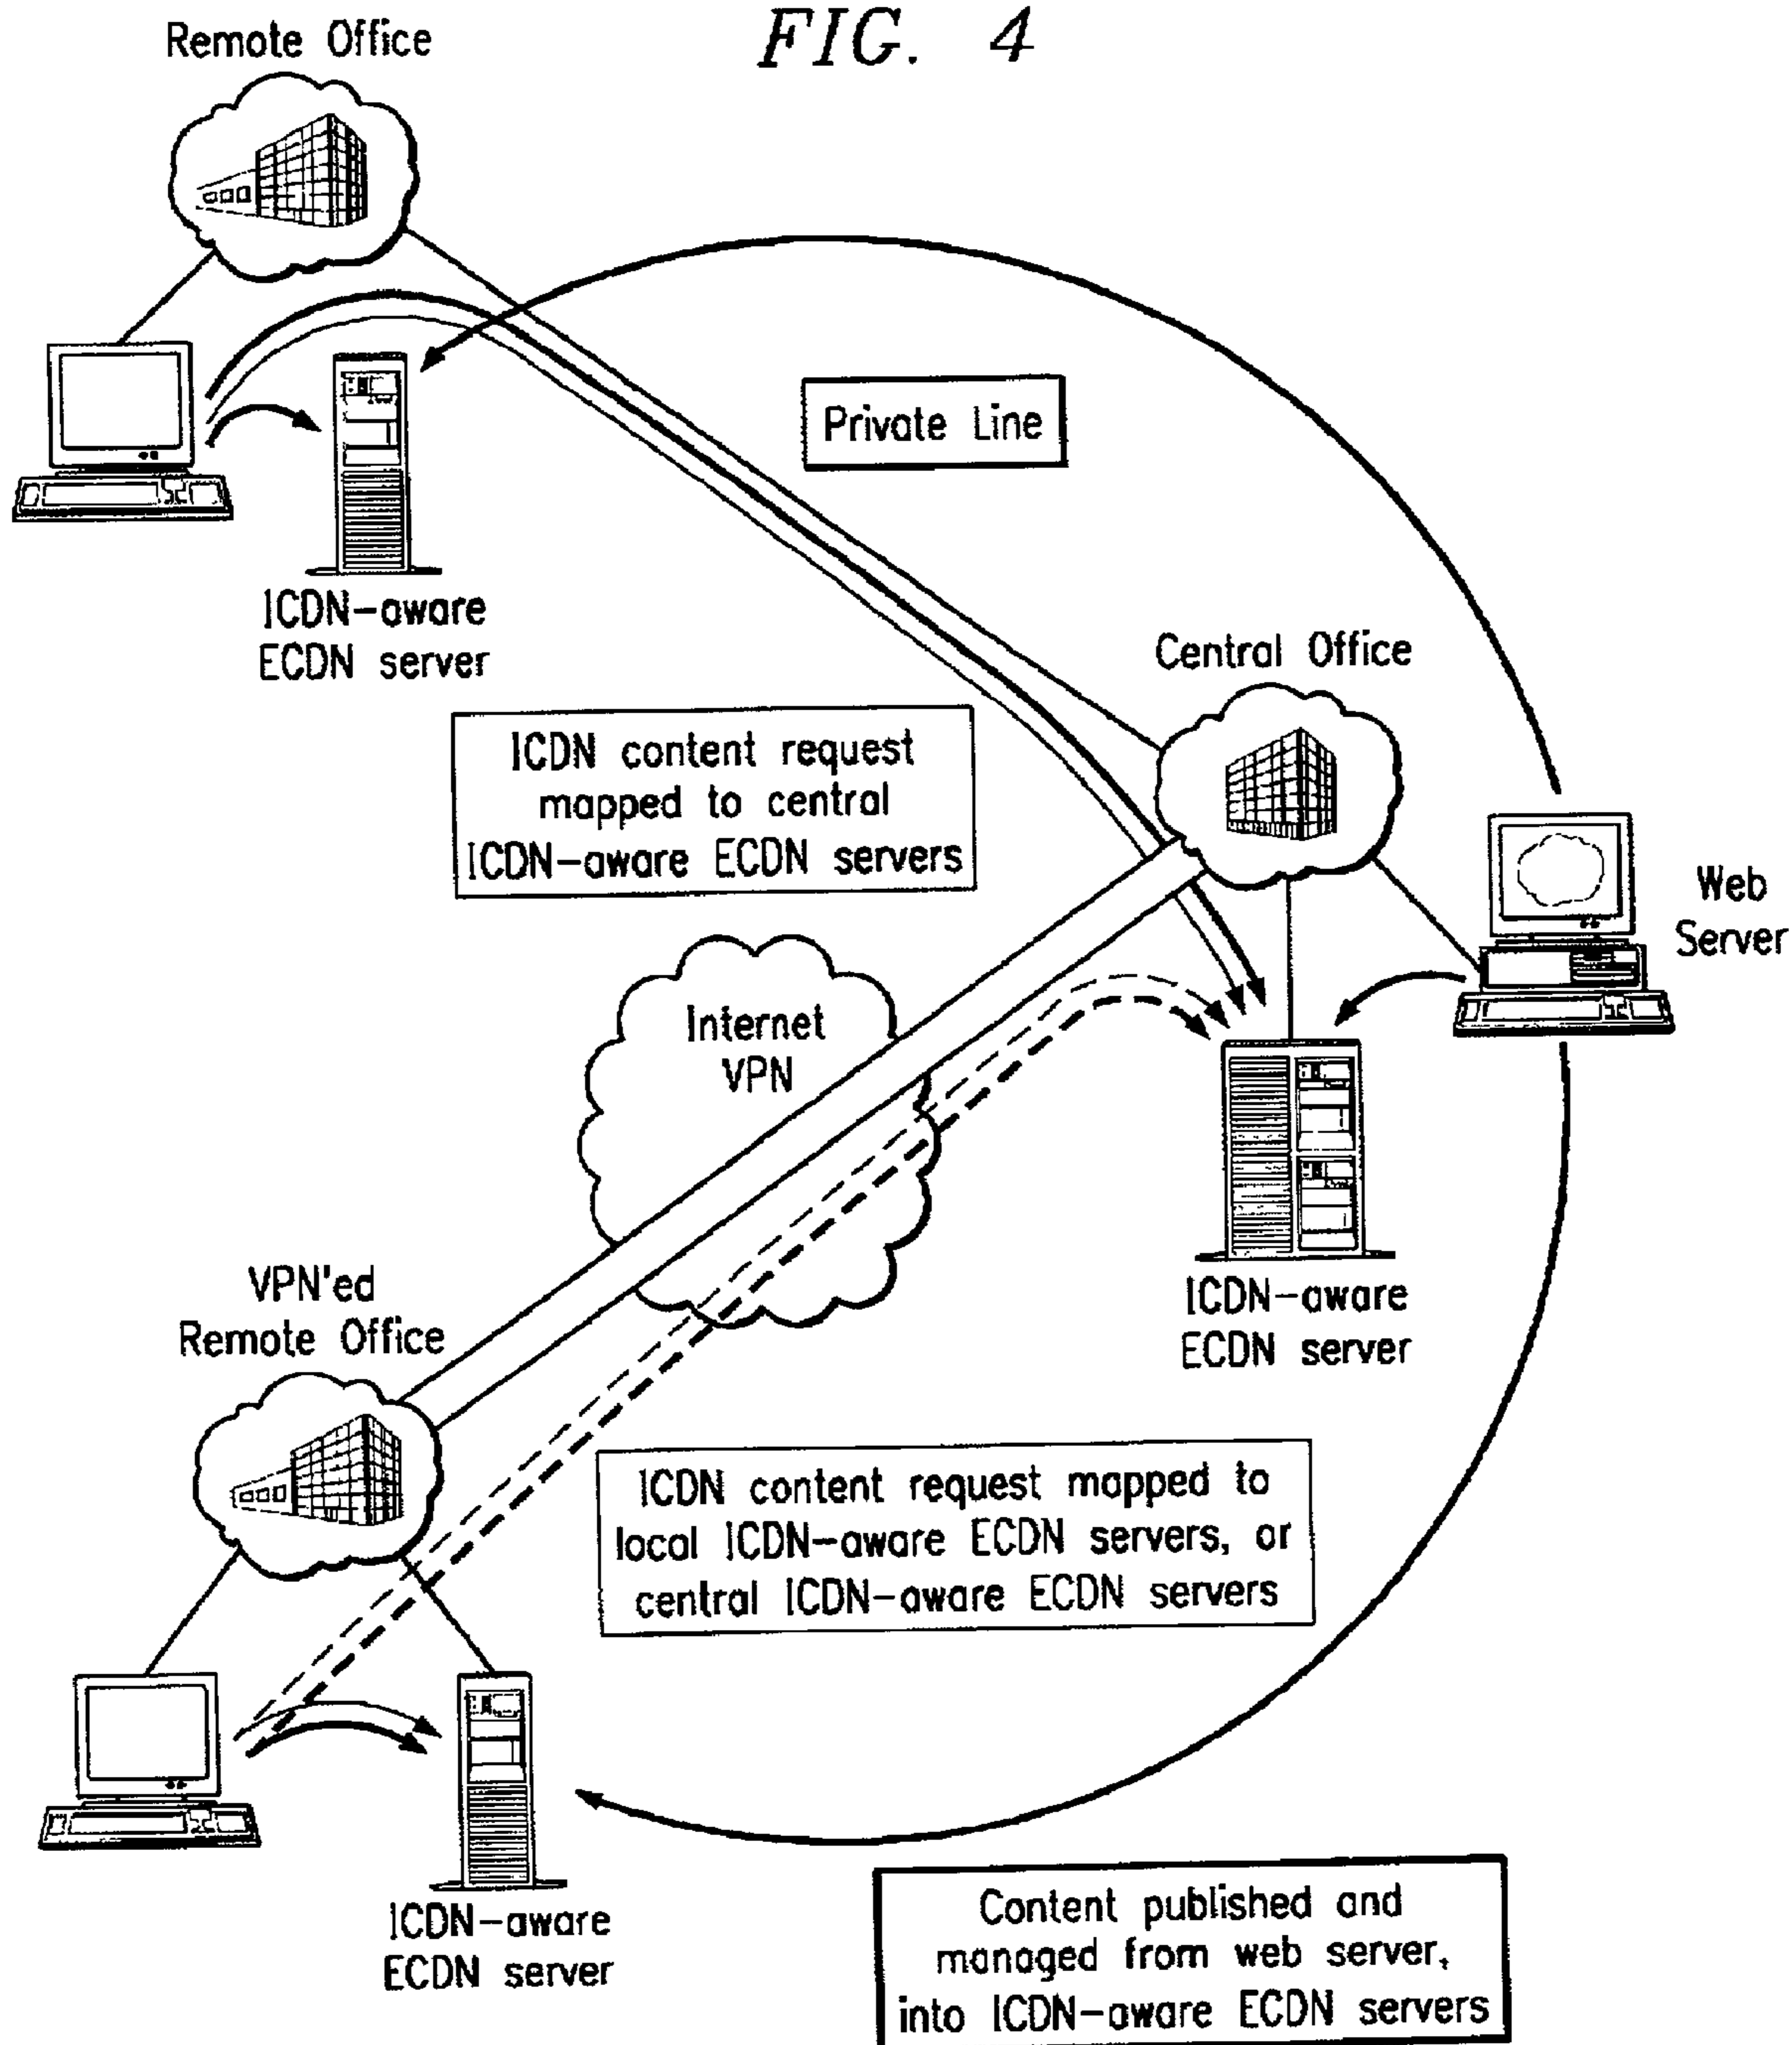 FIG. 4
Remote Office
Private Line
ICDN-aware
ECDN server
Central Office
ICDN content request
mapped to central
ICDN-aware ECDN servers
Web
Server
Internet
VPN
ICDN-aware
ECDN server
VPN'ed
Remote Office
ICDN content request mapped to
local ICDN-aware ECDN servers, or
central ICDN-aware ECDN servers
ICDN-aware
ECDN server
Content published and
managed from web server,
into ICDN-aware ECDN servers